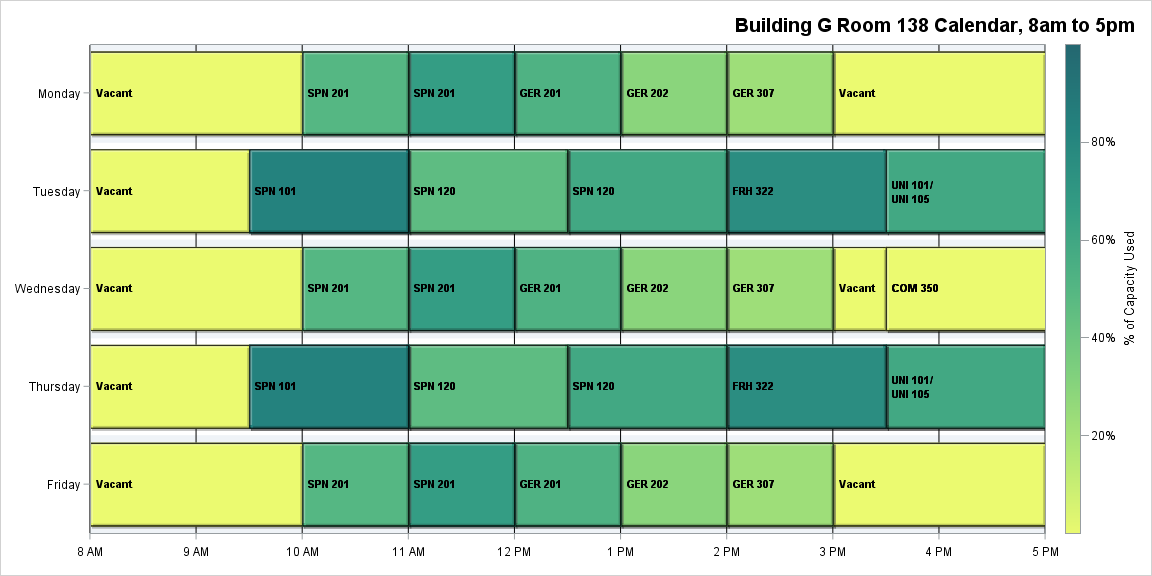 Building G Room 138 Calendar, 8am to 5pm
Monday
Vacant
SPN 201
SPN 201
GER 201
GER 202
GER 307
Vacant
Tuesday
Vacant
SPN 101
SPN 120
SPN 120
FRH 322
UNI 101/
UNI 105
Wednesday
Vacant
SPN 201
SPN 201
GER 201
GER 202
GER 307
Vacant
COM 350
Thursday
Vacant
SPN 101
SPN 120
SPN 120
FRH 322
UNI 101/
UNI 105
Friday
Vacant
SPN 201
SPN 201
GER 201
GER 202
GER 307
Vacant
8 AM
9 AM
10 AM
11 AM
12 PM
1 PM
2 PM
3 PM
4 PM
5 PM
80%
60%
40%
20%
% of Capacity Used